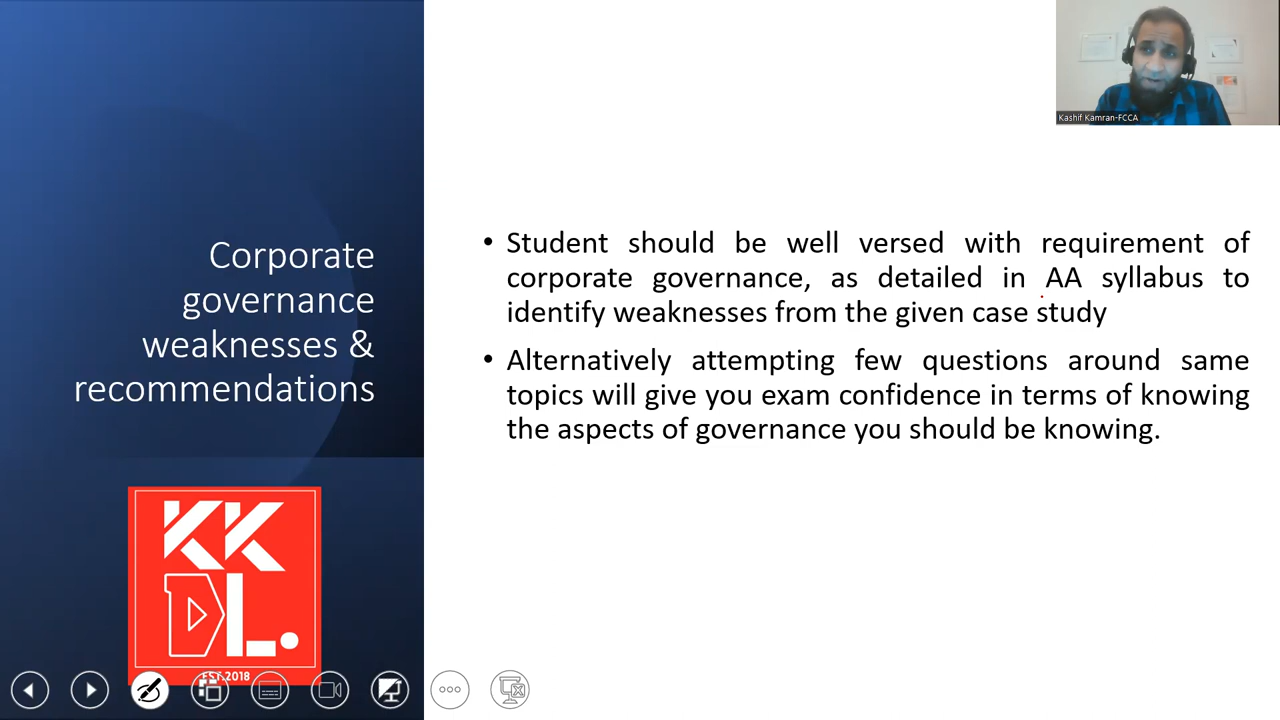 Kashif Kamran-FCCA
Corporate
governance
weaknesses &
recommendations
• Student should be well versed with requirement of
corporate governance, as detailed in AA syllabus to
identify weaknesses from the given case study
• Alternatively attempting few questions around same
topics will give you exam confidence in terms of knowing
the aspects of governance you should be knowing.
KK
DL.
EST.2018